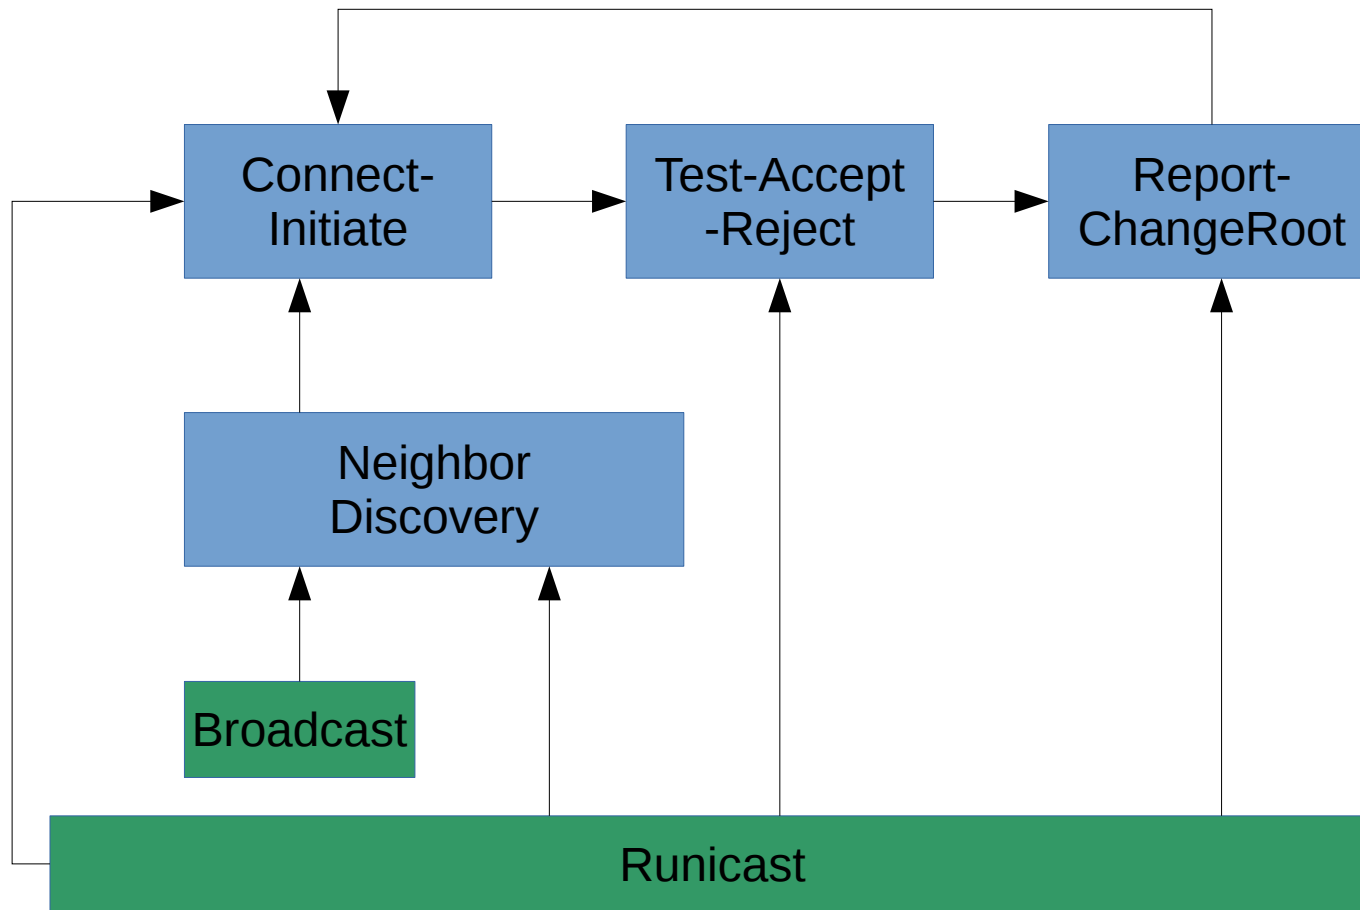 Connect-
Initiate
Test-Accept
-Reject
Report-
ChangeRoot
Neighbor
Discovery
Broadcast
Runicast